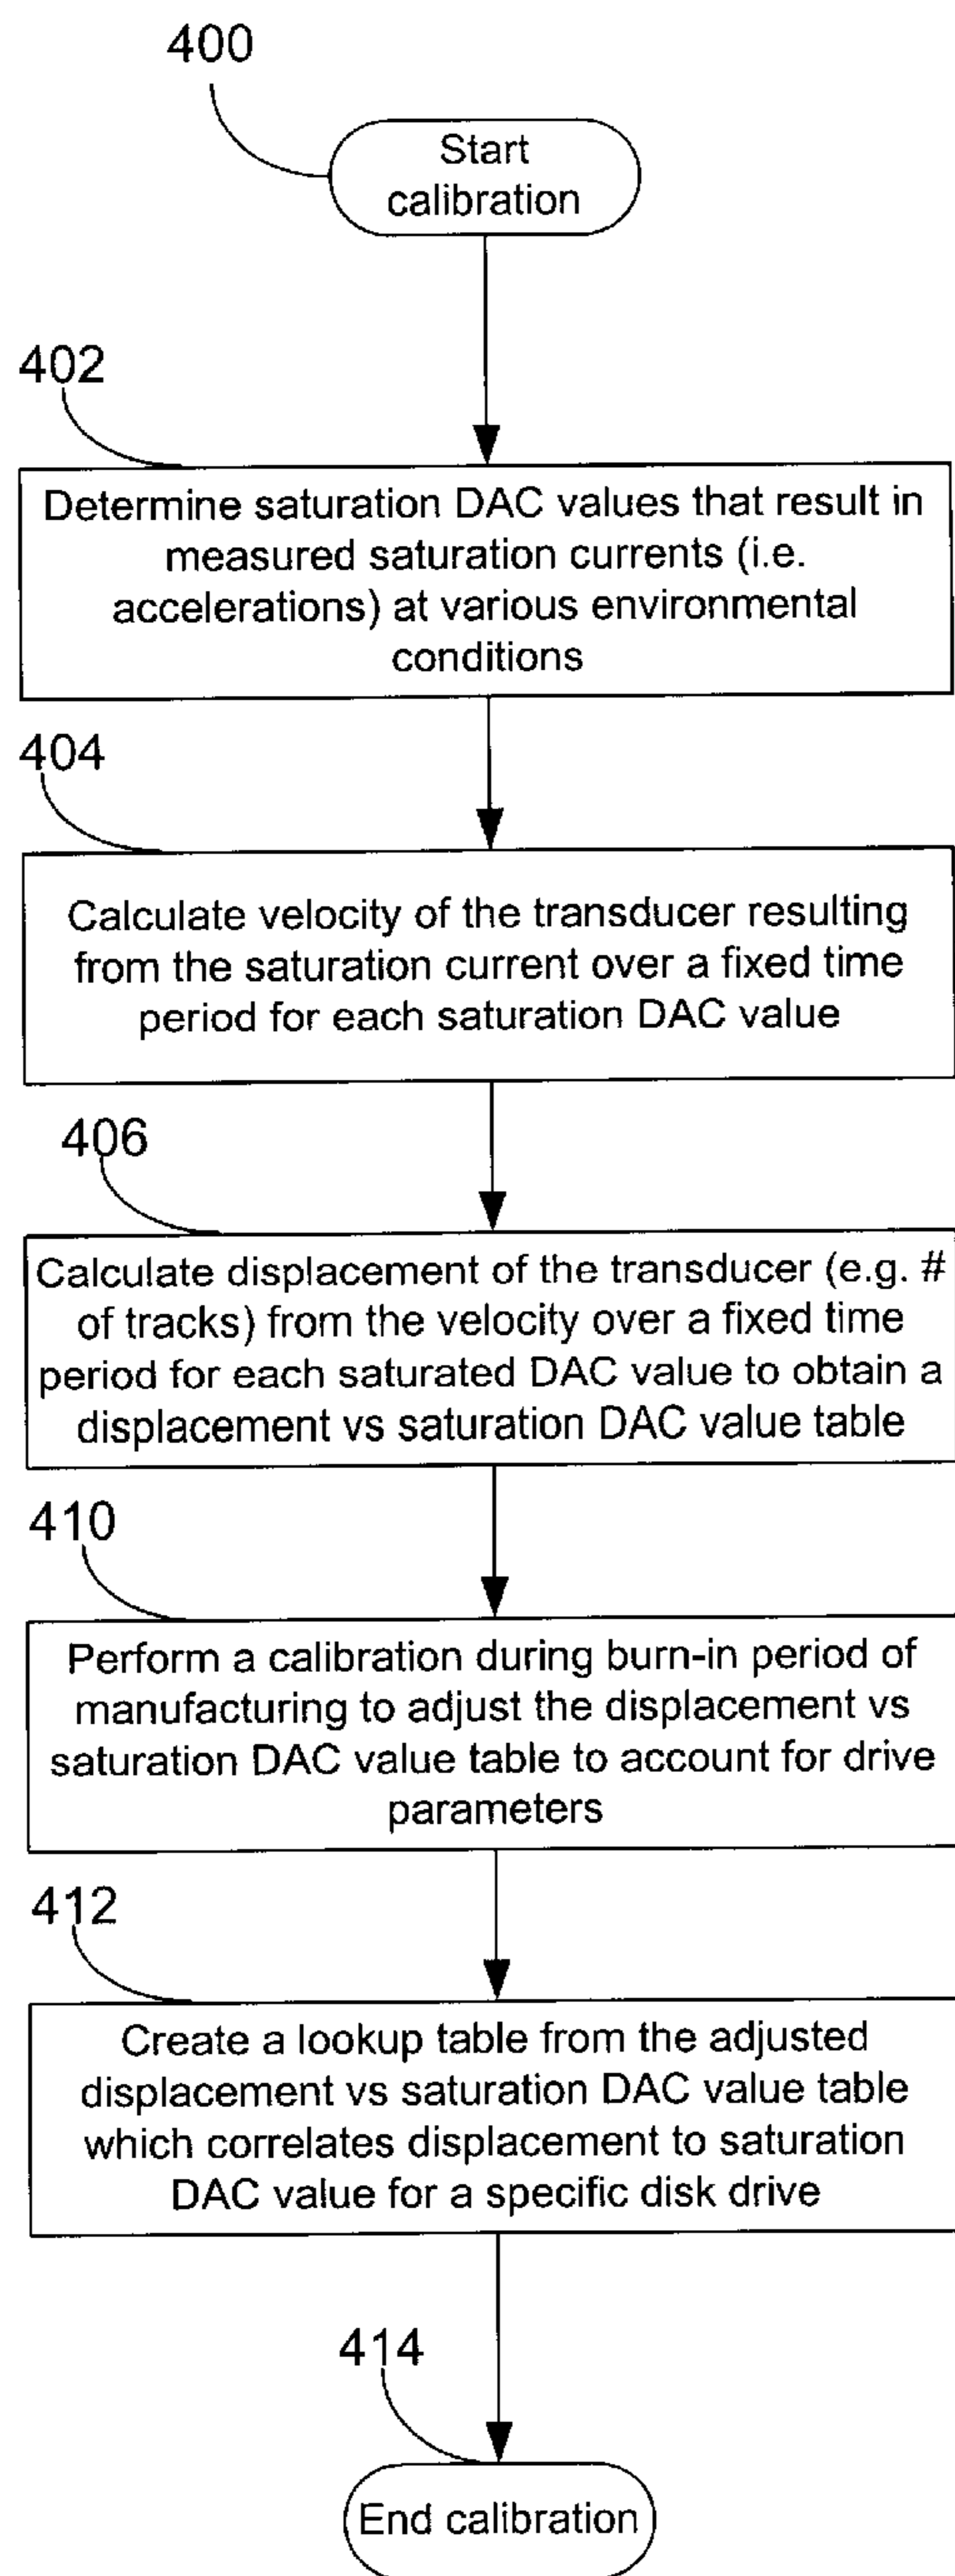 400
Start
calibration
402
Determine saturation DAC values that result in
measured saturation currents (i.e.
accelerations) at various environmental
conditions
404
Calculate velocity of the transducer resulting
from the saturation current over a fixed time
period for each saturation DAC value
406
Calculate displacement of the transducer (e.g. #
of tracks) from the velocity over a fixed time
period for each saturated DAC value to obtain a
displacement vs saturation DAC value table
410
Perform a calibration during burn-in period of
manufacturing to adjust the displacement vs
saturation DAC value table to account for drive
parameters
412
Create a lookup table from the adjusted
displacement vs saturation DAC value table
which correlates displacement to saturation
DAC value for a specific disk drive
414
End calibration